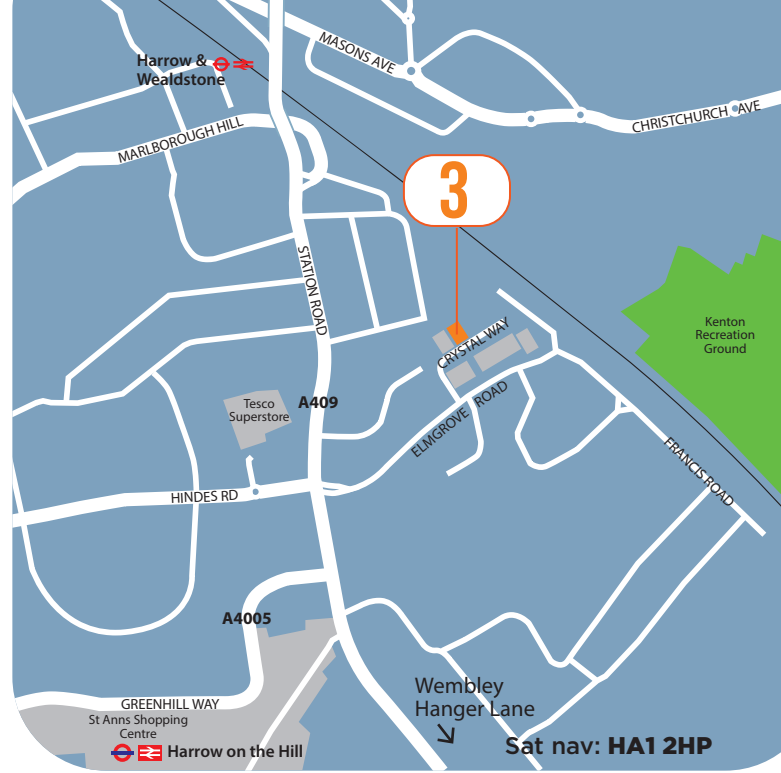 MASONS AVE
Harrow &
Wealdstone
CHRISTCHURCH AVE
MARLBOROUGH HILL
3
STATION ROAD
Kenton
Recreation
Ground
CRYSTAL WAY
Tesco
Superstore
A409
ELMGROVE ROAD
FRANCIS ROAD
HINDES RD
A4005
Wembley
Hanger Lane
GREENHILL WAY
St Anns Shopping
Centre
Harrow on the Hill
Sat nav: HA1 2HP